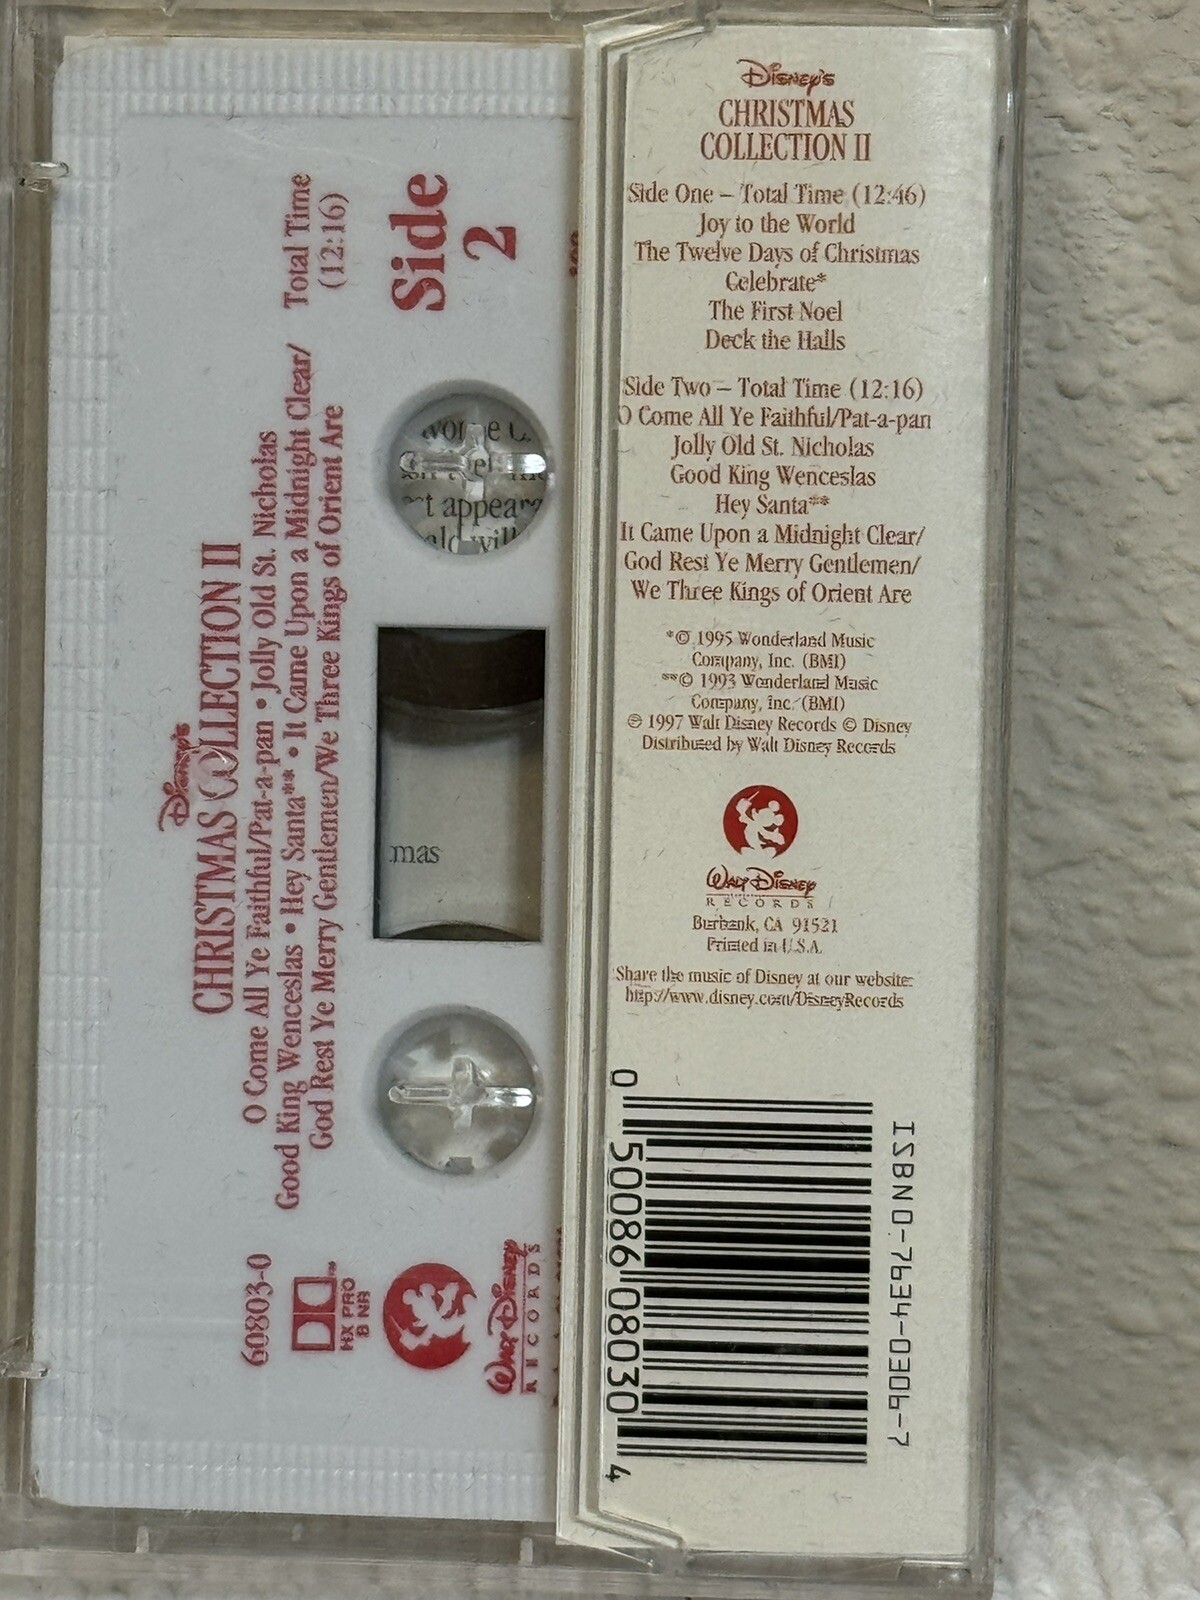 Disney's
CHRISTMAS COLLECTION II
O Come All Ye Faithful/Pat-a-pan • Jolly Old St. Nicholas
Good King Wenceslas • Hey Santa** • It Came Upon a Midnight Clear/
God Rest Ye Merry Gentlemen/We Three Kings of Orient Are
Total Time
(12:16)
Side
2
60803-0
HX PRO
B NR
Walt Disney
RECORDS
t appear
mas
Disney's
CHRISTMAS
COLLECTION II
Side One – Total Time (12:46)
Joy to the World
The Twelve Days of Christmas
Celebrate*
The First Noel
Deck the Halls
Side Two – Total Time (12:16)
O Come All Ye Faithful/Pat-a-pan
Jolly Old St. Nicholas
Good King Wenceslas
Hey Santa**
It Came Upon a Midnight Clear/
God Rest Ye Merry Gentlemen/
We Three Kings of Orient Are
*© 1995 Wonderland Music
Company, Inc. (BMI)
**© 1993 Wonderland Music
Company, Inc. (BMI)
℗ 1997 Walt Disney Records © Disney
Distributed by Walt Disney Records
Walt Disney
RECORDS
Burbank, CA 91521
Printed in U.S.A.
Share the music of Disney at our website:
http://www.disney.com/DisneyRecords
0 50086 08030 4
ISBN 0-7634-0306-7